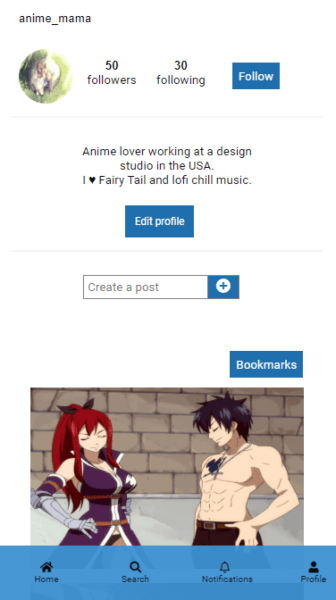 anime_mama
50
followers
30
following
Follow
Anime lover working at a design
studio in the USA.
I ♥ Fairy Tail and lofi chill music.
Edit profile
Create a post
Bookmarks
Home
Search
Notifications
Profile